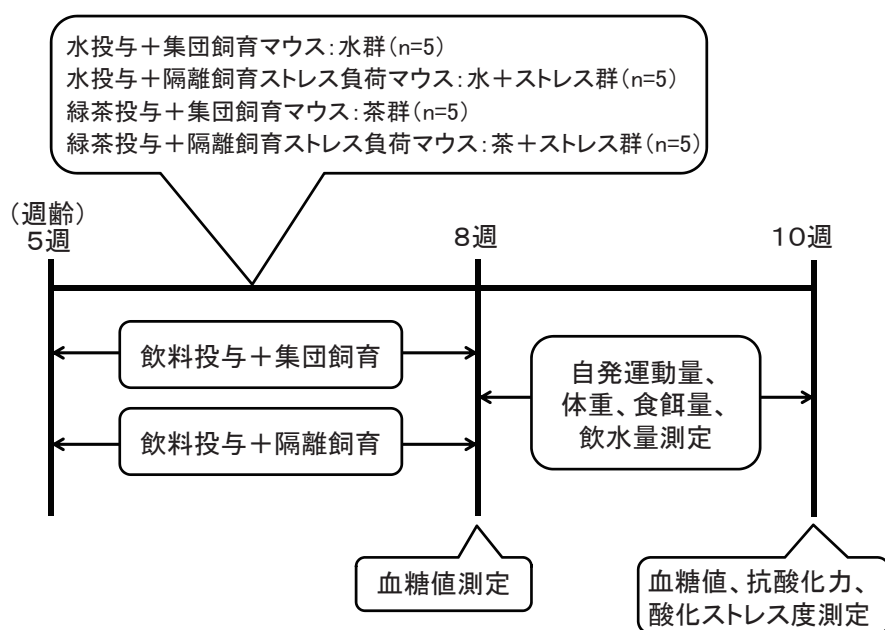 水投与＋集団飼育マウス:水群(n=5)
水投与＋隔離飼育ストレス負荷マウス:水＋ストレス群(n=5)
緑茶投与＋集団飼育マウス:茶群(n=5)
緑茶投与＋隔離飼育ストレス負荷マウス:茶＋ストレス群(n=5)
(週齢)
5週
8週
10週
飲料投与＋集団飼育
飲料投与＋隔離飼育
自発運動量、
体重、食餌量、
飲水量測定
血糖値測定
血糖値、抗酸化力、
酸化ストレス度測定